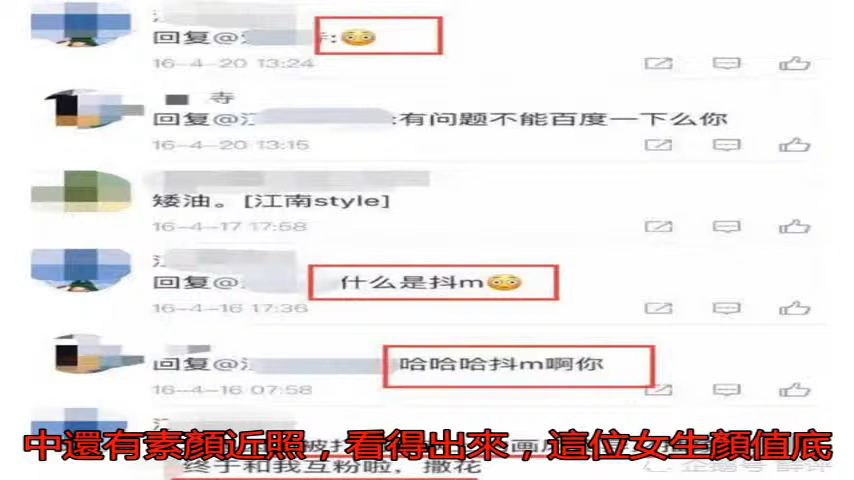 回复@
16-4-20 13:24
寺
回复@江 有问题不能百度一下么你
16-4-20 13:15
矮油。[江南style]
16-4-17 17:58
回复@ 什么是抖m😳
16-4-16 17:36
回复@江 哈哈哈抖m啊你
16-4-16 07:58
中還有素顏近照，看得出來，這位女生顏值底
终于和我互粉啦，撒花